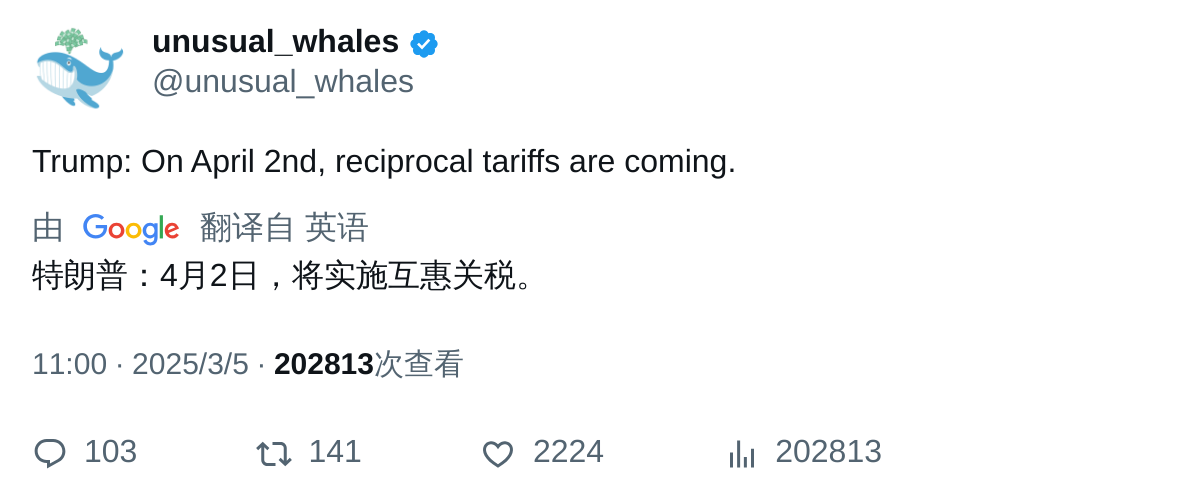 unusual_whales
@unusual_whales
Trump: On April 2nd, reciprocal tariffs are coming.
由 Google 翻译自 英语
特朗普：4月2日，将实施互惠关税。
11:00 · 2025/3/5 · 202813次查看
103 141 2224 202813